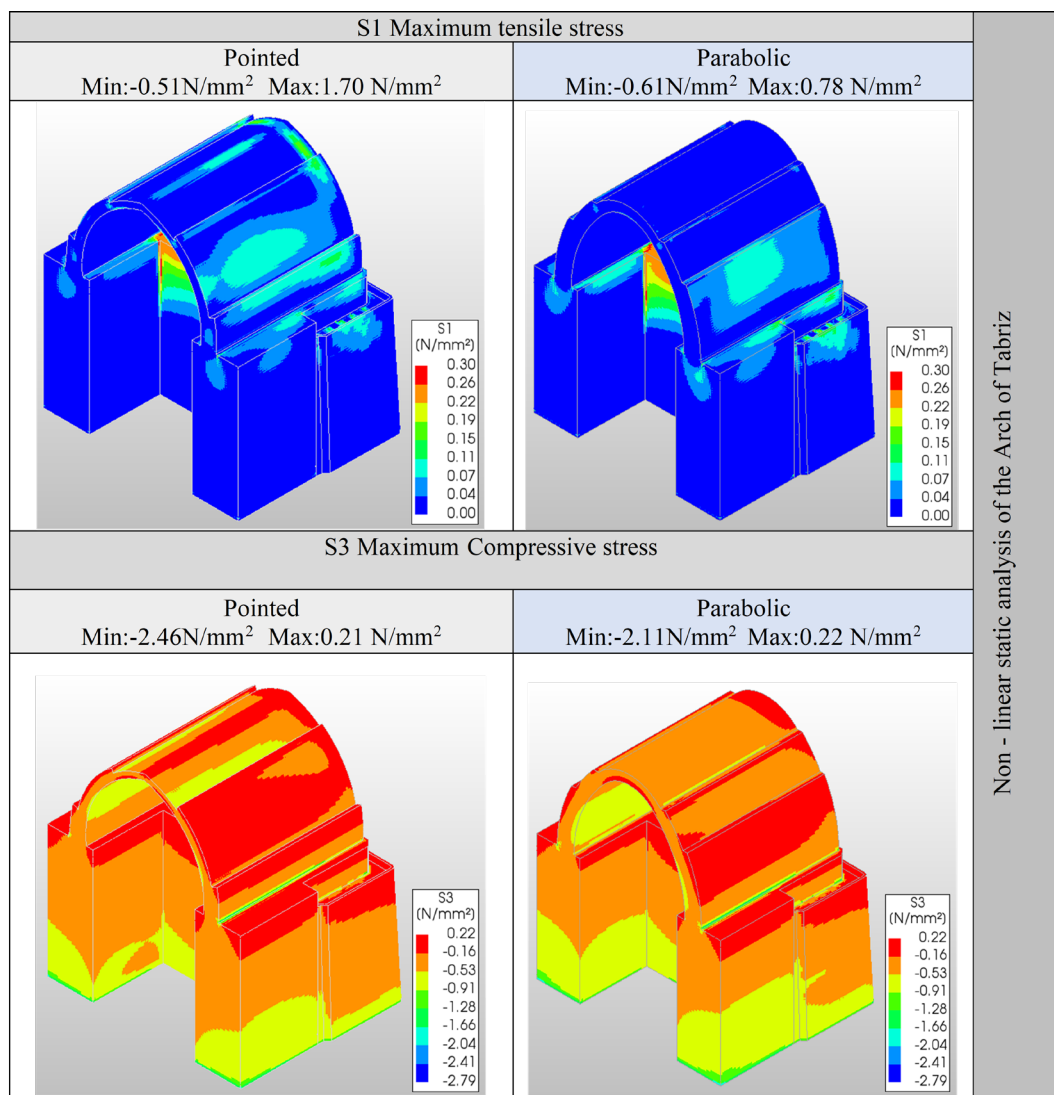 S1 Maximum tensile stress
Pointed
Min:-0.51N/mm² Max:1.70 N/mm²
Parabolic
Min:-0.61N/mm² Max:0.78 N/mm²
S1
(N/mm²)
0.30
0.26
0.22
0.15
0.11
0.07
0.04
0.00
S1
(N/mm²)
0.30
0.26
0.22
0.15
0.11
0.07
0.04
0.00
S3 Maximum Compressive stress
Pointed
Min:-2.46N/mm² Max:0.21 N/mm²
Parabolic
Min:-2.11N/mm² Max:0.22 N/mm²
S3
(N/mm²)
0.22
-0.16
-0.53
-0.91
-1.28
-1.66
-2.04
-2.41
-2.79
S3
(N/mm²)
0.22
-0.16
-0.53
-0.91
-1.28
-1.66
-2.04
-2.41
-2.79
Non - linear static analysis of the Arch of Tabriz